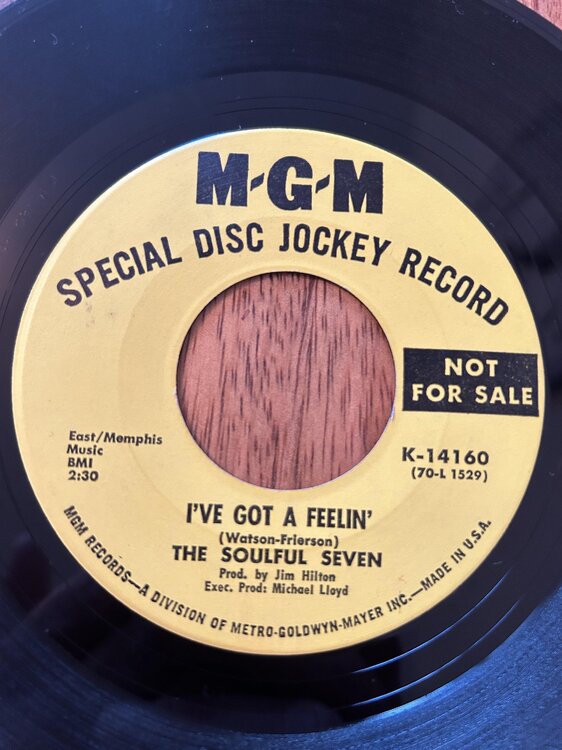 M-G-M
SPECIAL DISC JOCKEY RECORD
NOT
FOR SALE
East/Memphis
Music
BMI
2:30
K-14160
(70-L 1529)
I'VE GOT A FEELIN'
(Watson-Frierson)
THE SOULFUL SEVEN
Prod. by Jim Hilton
Exec. Prod: Michael Lloyd
MGM RECORDS—A DIVISION OF METRO-GOLDWYN-MAYER INC.—MADE IN U.S.A.